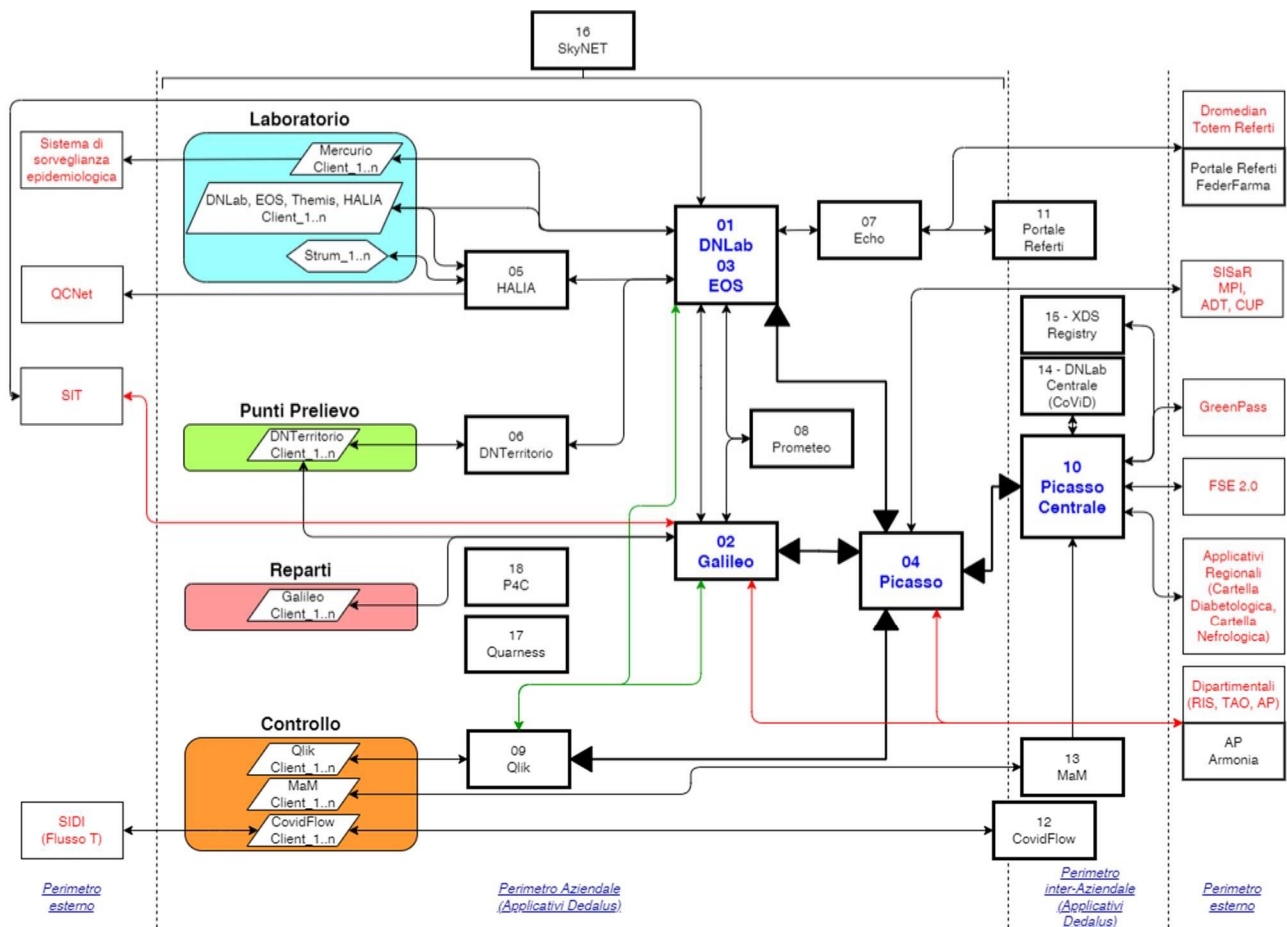 16
SkyNET
Laboratorio
Sistema di
sorveglianza
epidemiologica
Mercurio
Client_1..n
DNLab, EOS, Themis, HALIA
Client_1..n
Strum_1..n
QCNet
05
HALIA
01
DNLab
03
EOS
07
Echo
11
Portale
Referti
Dromedian
Totem Referti
Portale Referti
FederFarma
SISaR
MPI,
ADT, CUP
15 - XDS
Registry
14 - DNLab
Centrale
(CoViD)
GreenPass
SIT
Punti Prelievo
DNTerritorio
Client_1..n
06
DNTerritorio
08
Prometeo
10
Picasso
Centrale
FSE 2.0
02
Galileo
04
Picasso
Reparti
Galileo
Client_1..n
18
P4C
17
Quarness
Applicativi
Regionali
(Cartella
Diabetologica,
Cartella
Nefrologica)
Dipartimentali
(RIS, TAO, AP)
AP
Armonia
Controllo
Qlik
Client_1..n
MaM
Client_1..n
CovidFlow
Client_1..n
09
Qlik
13
MaM
12
CovidFlow
SIDI
(Flusso T)
Perimetro
esterno
Perimetro Aziendale
(Applicativi Dedalus)
Perimetro
inter-Aziendale
(Applicativi
Dedalus)
Perimetro
esterno